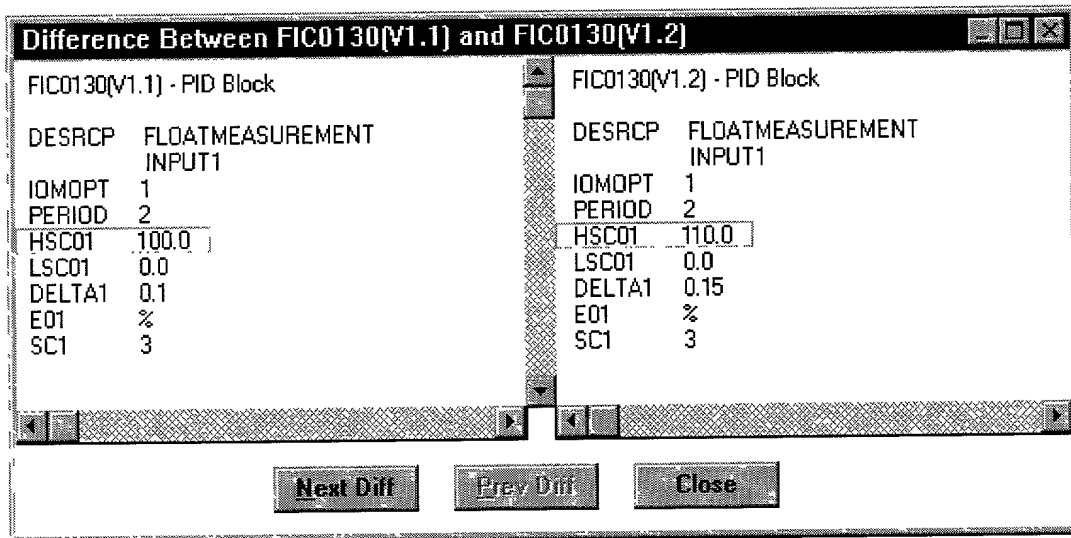 Difference Between FIC0130(V1.1) and FIC0130(V1.2)
FIC0130(V1.1) - PID Block
DESRCP FLOATMEASUREMENT
INPUT1
IOMOPT 1
PERIOD 2
HSC01 100.0
LSC01 0.0
DELTA1 0.1
E01 %
SC1 3
FIC0130(V1.2) - PID Block
DESRCP FLOATMEASUREMENT
INPUT1
IOMOPT 1
PERIOD 2
HSC01 110.0
LSC01 0.0
DELTA1 0.15
E01 %
SC1 3
Next Diff Prev Diff Close